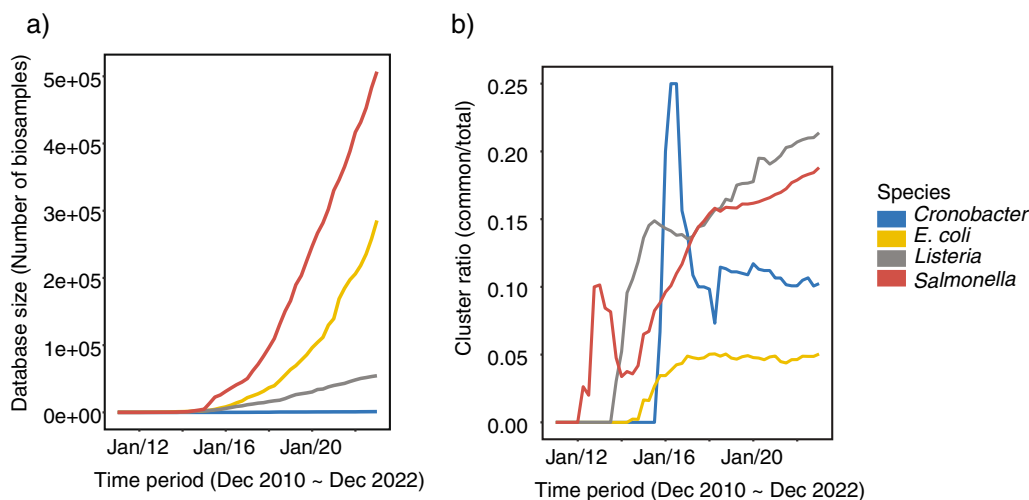 a)
Database size (Number of biosamples)
5e+05
4e+05
3e+05
2e+05
1e+05
0e+00
Jan/12
Jan/16
Jan/20
Time period (Dec 2010 ~ Dec 2022)
b)
Cluster ratio (common/total)
0.25
0.20
0.15
0.10
0.05
0.00
Jan/12
Jan/16
Jan/20
Time period (Dec 2010 ~ Dec 2022)
Species
Cronobacter
E. coli
Listeria
Salmonella